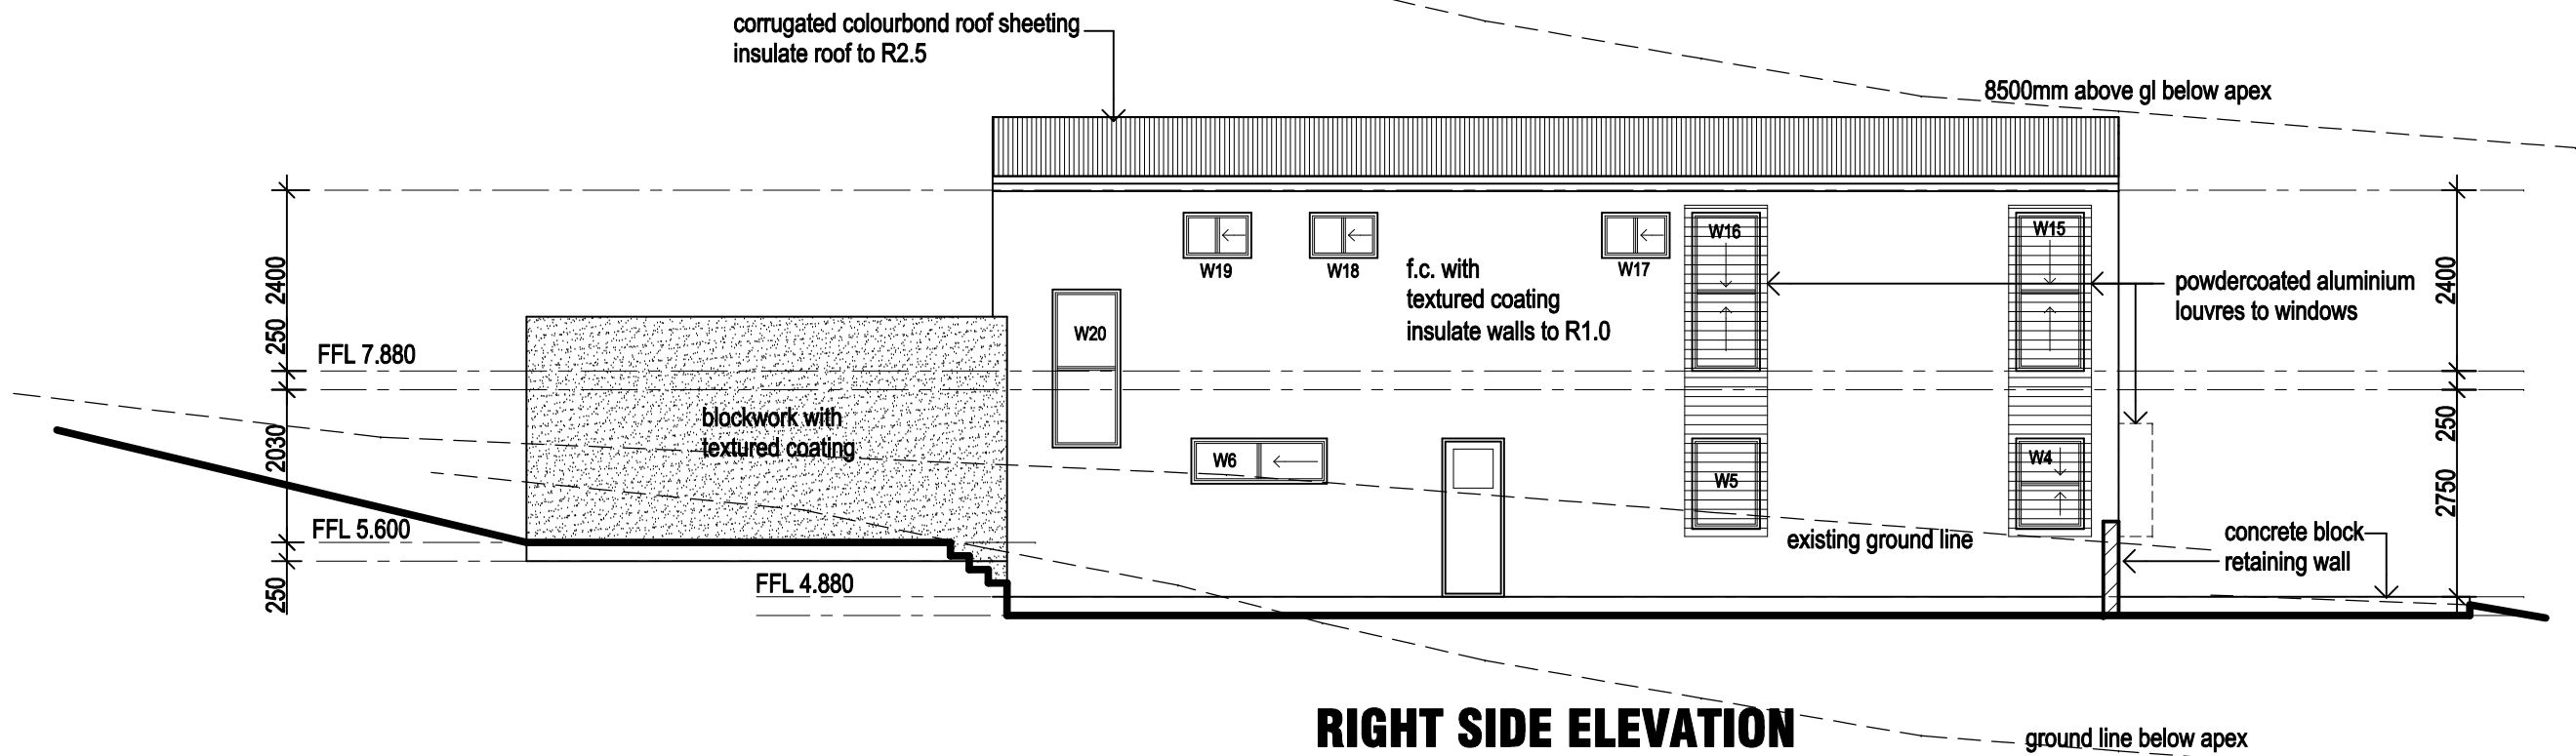 corrugated colourbond roof sheeting
insulate roof to R2.5
8500mm above gl below apex
W19
W18
W17
W16
W15
f.c. with
textured coating
insulate walls to R1.0
powdercoated aluminium
louvres to windows
2400
2400
W20
250
FFL 7.880
blockwork with
textured coating
2030
250
W6
W5
W4
2750
FFL 5.600
existing ground line
concrete block
retaining wall
250
FFL 4.880
RIGHT SIDE ELEVATION
ground line below apex